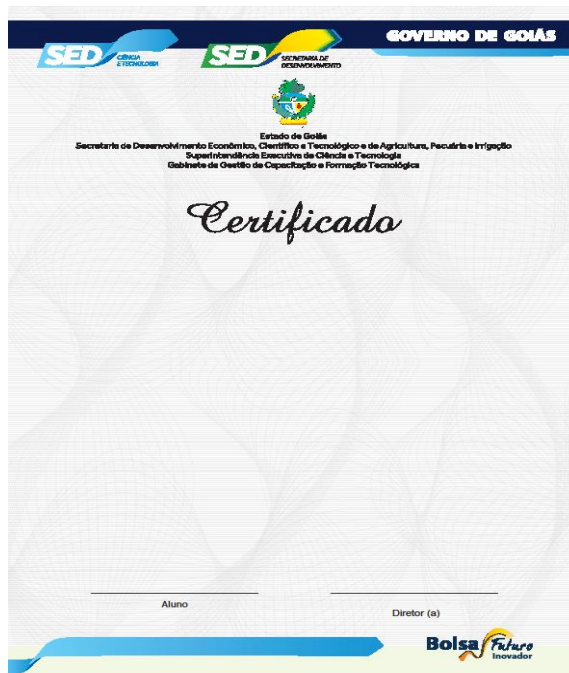 GOVERNO DE GOIÁS
SED CIÊNCIA
E TECNOLOGIA
SED SECRETARIA DE
DESENVOLVIMENTO
Estado de Goiás
Secretaria de Desenvolvimento Econômico, Científico e Tecnológico e de Agricultura, Pecuária e Irrigação
Superintendência Executiva de Ciência e Tecnologia
Gabinete de Gestão de Capacitação e Formação Tecnológica
Certificado
Aluno
Diretor (a)
Bolsa Futuro
Inovador